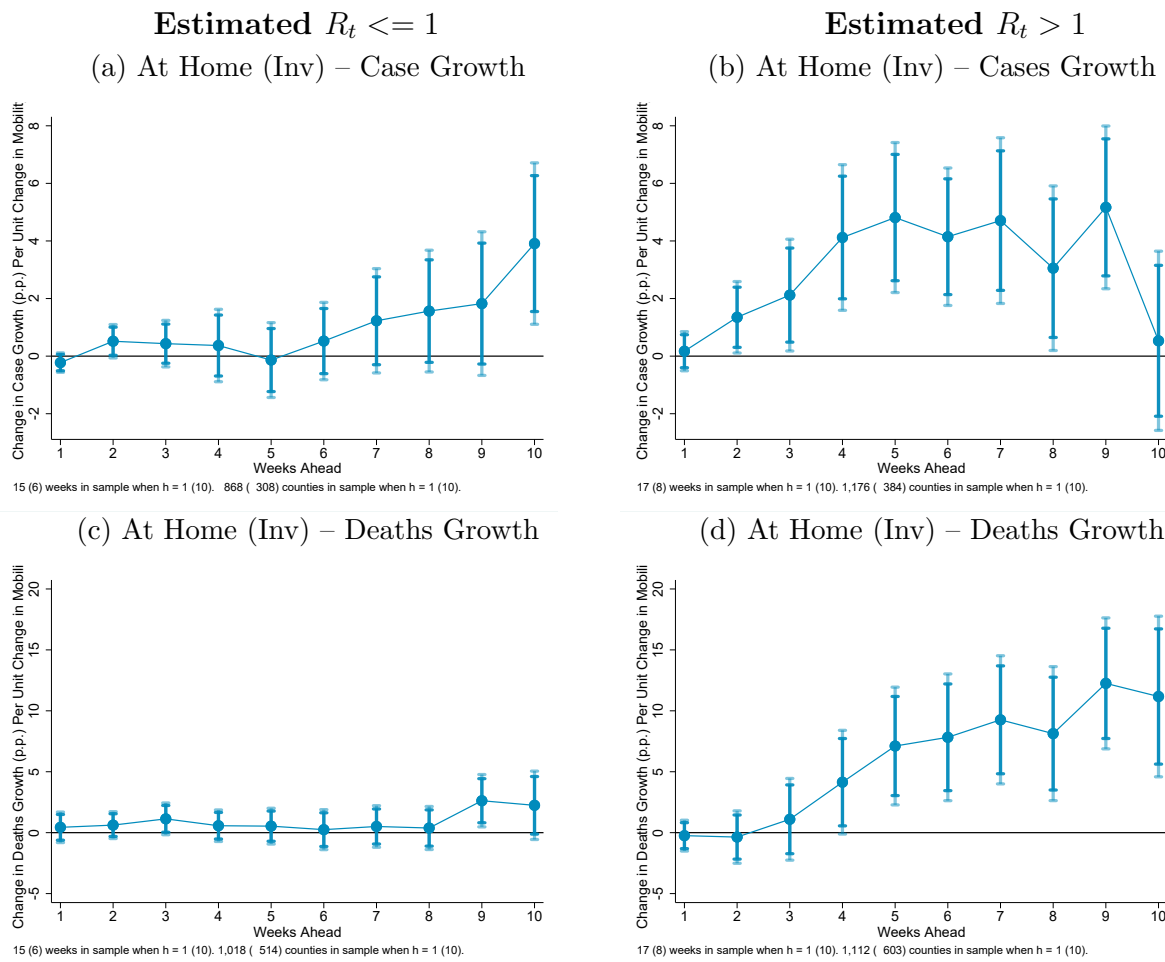 Estimated R_t <= 1
Estimated R_t > 1
(a) At Home (Inv) – Case Growth
(b) At Home (Inv) – Cases Growth
Change in Case Growth (p.p.) Per Unit Change in Mobilit
8
6
4
2
0
-2
1 2 3 4 5 6 7 8 9 10
Weeks Ahead
15 (6) weeks in sample when h = 1 (10). 868 ( 308) counties in sample when h = 1 (10).
Change in Case Growth (p.p.) Per Unit Change in Mobilit
8
6
4
2
0
-2
1 2 3 4 5 6 7 8 9 10
Weeks Ahead
17 (8) weeks in sample when h = 1 (10). 1,176 ( 384) counties in sample when h = 1 (10).
(c) At Home (Inv) – Deaths Growth
(d) At Home (Inv) – Deaths Growth
Change in Deaths Growth (p.p.) Per Unit Change in Mobili
20
15
10
5
0
-5
1 2 3 4 5 6 7 8 9 10
Weeks Ahead
15 (6) weeks in sample when h = 1 (10). 1,018 ( 514) counties in sample when h = 1 (10).
Change in Deaths Growth (p.p.) Per Unit Change in Mobili
20
15
10
5
0
-5
1 2 3 4 5 6 7 8 9 10
Weeks Ahead
17 (8) weeks in sample when h = 1 (10). 1,112 ( 603) counties in sample when h = 1 (10).